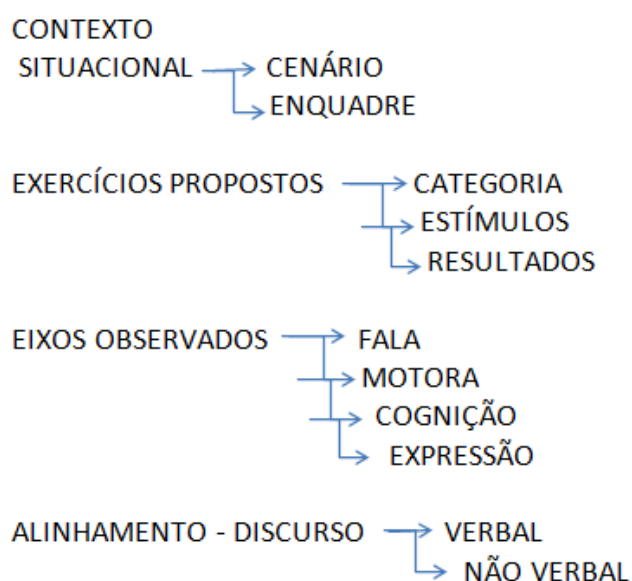 CONTEXTO
SITUACIONAL CENÁRIO
ENQUADRE
EXERCÍCIOS PROPOSTOS CATEGORIA
ESTÍMULOS
RESULTADOS
EIXOS OBSERVADOS FALA
MOTORA
COGNIÇÃO
EXPRESSÃO
ALINHAMENTO - DISCURSO VERBAL
NÃO VERBAL